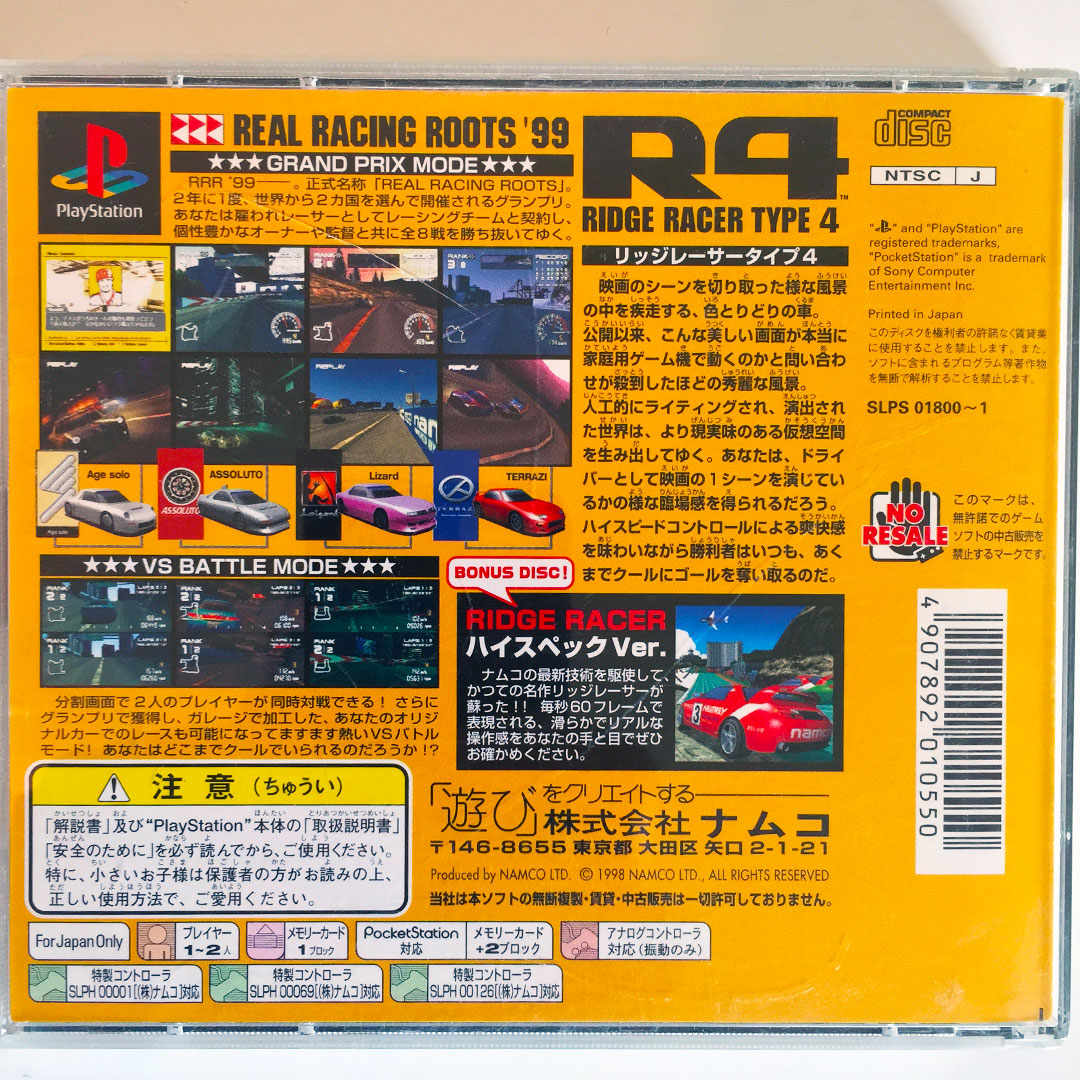 PlayStation
REAL RACING ROOTS '99
★★★GRAND PRIX MODE★★★
RRR '99――。正式名称「REAL RACING ROOTS」。
2年に1度、世界から2カ国を選んで開催されるグランプリ。
あなたは雇われレーサーとしてレーシングチームと契約し、
個性豊かなオーナーや監督と共に全8戦を勝ち抜いてゆく。
REPLAY
REPLAY
REPLAY
Age solo
Age solo
ASSOLUTO
ASSOLUTO
Lizard
TERRAZI
★★★VS BATTLE MODE★★★
分割画面で2人のプレイヤーが同時対戦できる! さらに
グランプリで獲得し、ガレージで加工した、あなたのオリジ
ナルカーでのレースも可能になってますます熱いVSバトル
モード! あなたはどこまでクールでいられるのだろうか!?
R4™
RIDGE RACER TYPE 4
リッジレーサータイプ4
映画のシーンを切り取った様な風景
の中を疾走する、色とりどりの車。
公開以来、こんな美しい画面が本当に
家庭用ゲーム機で動くのかと問い合わ
せが殺到したほどの秀麗な風景。
人工的にライティングされ、演出され
た世界は、より現実味のある仮想空間
を生み出してゆく。あなたは、ドライ
バーとして映画の1シーンを演じてい
るかの様な臨場感を得られるだろう。
ハイスピードコントロールによる爽快感
を味わいながら勝利者はいつも、あく
までクールにゴールを奪い取るのだ。
BONUS DISC!
RIDGE RACER
ハイスペックVer.
ナムコの最新技術を駆使して、
かつての名作リッジレーサーが
蘇った!! 毎秒60フレームで
表現される、滑らかでリアルな
操作感をあなたの手と目でぜひ
お確かめください。
COMPACT
disc
NTSC J
"PS" and "PlayStation" are
registered trademarks,
"PocketStation" is a trademark
of Sony Computer
Entertainment Inc.
Printed in Japan
このディスクを権利者の許諾なく賃貸業
に使用することを禁止します。また、
ソフトに含まれるプログラム等著作物
を無断で解析することを禁止します。
SLPS 01800~1
NO
RESALE
このマークは、
無許諾でのゲーム
ソフトの中古販売を
禁止するマークです。
4 907892 010550
注意(ちゅうい)
「解説書」及び“PlayStation”本体の「取扱説明書」
「安全のために」を必ず読んでから、ご使用ください。
特に、小さいお子様は保護者の方がお読みの上、
正しい使用方法で、ご愛用ください。
「遊び」をクリエイトする――
株式会社ナムコ
〒146-8655 東京都 大田区 矢口 2-1-21
Produced by NAMCO LTD. © 1998 NAMCO LTD., ALL RIGHTS RESERVED
当社は本ソフトの無断複製・賃貸・中古販売は一切許可しておりません。
For Japan Only
プレイヤー
1~2人
メモリーカード
1ブロック
PocketStation
対応
メモリーカード
+2ブロック
アナログコントローラ
対応(振動のみ)
特製コントローラ
SLPH 00001[(株)ナムコ]対応
特製コントローラ
SLPH 00069[(株)ナムコ]対応
特製コントローラ
SLPH 00126[(株)ナムコ]対応